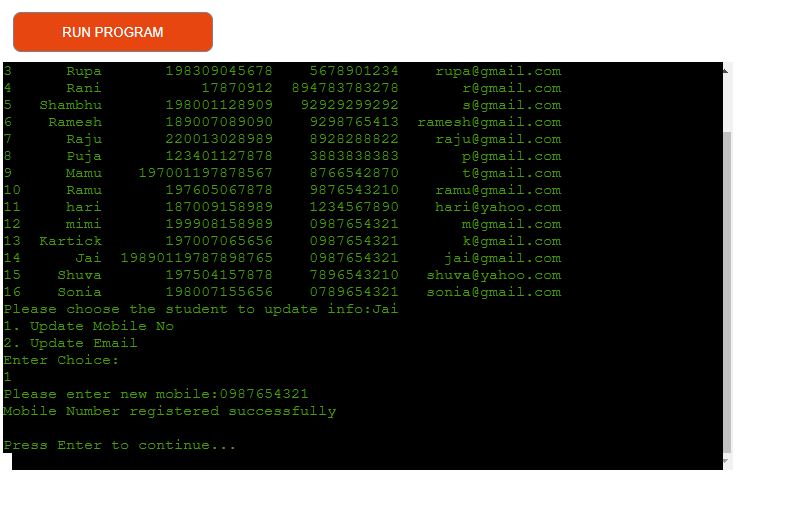 RUN PROGRAM
3 Rupa 198309045678 5678901234 rupa@gmail.com
4 Rani 17870912 894783783278 r@gmail.com
5 Shambhu 198001128909 92929299292 s@gmail.com
6 Ramesh 189007089090 9298765413 ramesh@gmail.com
7 Raju 220013028989 8928288822 raju@gmail.com
8 Puja 123401127878 3883838383 p@gmail.com
9 Mamu 197001197878567 8766542870 t@gmail.com
10 Ramu 197605067878 9876543210 ramu@gmail.com
11 hari 187009158989 1234567890 hari@yahoo.com
12 mimi 199908158989 0987654321 m@gmail.com
13 Kartick 197007065656 0987654321 k@gmail.com
14 Jai 19890119787898765 0987654321 jai@gmail.com
15 Shuva 197504157878 7896543210 shuva@yahoo.com
16 Sonia 198007155656 0789654321 sonia@gmail.com
Please choose the student to update info:Jai
1. Update Mobile No
2. Update Email
Enter Choice:
1
Please enter new mobile:0987654321
Mobile Number registered successfully
Press Enter to continue...